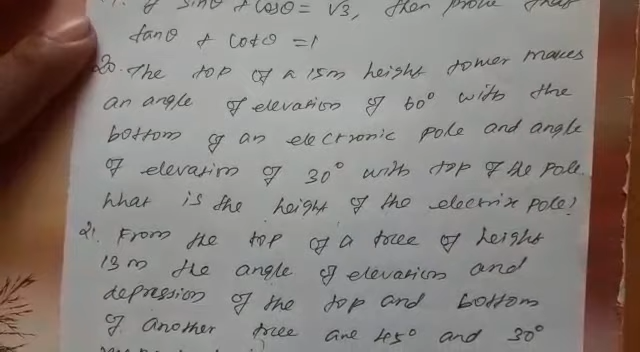 If sinθ + cosθ = √3, then prove that
tanθ + cotθ = 1
20. The top of a 15m height tower makes
an angle of elevation of 60° with the
bottom of an electronic pole and angle
of elevation of 30° with top of the pole.
What is the height of the electric pole?
21. From the top of a tree of height
13m the angle of elevation and
depression of the top and bottom
of another tree are 45° and 30°